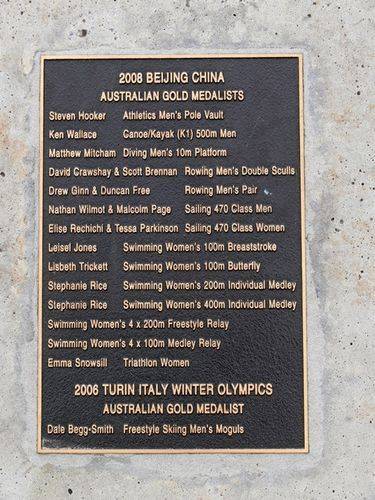 2008 BEIJING CHINA
AUSTRALIAN GOLD MEDALISTS
Steven Hooker Athletics Men's Pole Vault
Ken Wallace Canoe/Kayak (K1) 500m Men
Matthew Mitcham Diving Men's 10m Platform
David Crawshay & Scott Brennan Rowing Men's Double Sculls
Drew Ginn & Duncan Free Rowing Men's Pair
Nathan Wilmot & Malcolm Page Sailing 470 Class Men
Elise Rechichi & Tessa Parkinson Sailing 470 Class Women
Leisel Jones Swimming Women's 100m Breaststroke
Lisbeth Trickett Swimming Women's 100m Butterfly
Stephanie Rice Swimming Women's 200m Individual Medley
Stephanie Rice Swimming Women's 400m Individual Medley
Swimming Women's 4 x 200m Freestyle Relay
Swimming Women's 4 x 100m Medley Relay
Emma Snowsill Triathlon Women
2006 TURIN ITALY WINTER OLYMPICS
AUSTRALIAN GOLD MEDALIST
Dale Begg-Smith Freestyle Skiing Men's Moguls